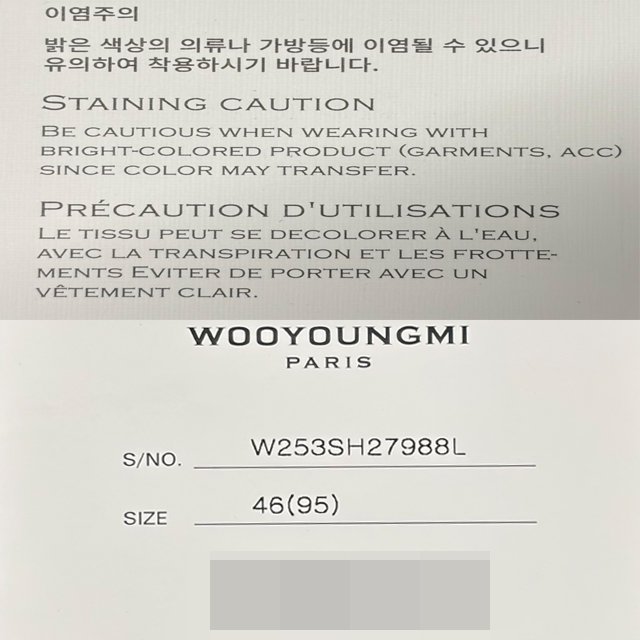 이염주의
밝은 색상의 의류나 가방등에 이염될 수 있으니
유의하여 착용하시기 바랍니다.
STAINING CAUTION
BE CAUTIOUS WHEN WEARING WITH
BRIGHT-COLORED PRODUCT (GARMENTS, ACC)
SINCE COLOR MAY TRANSFER.
PRÉCAUTION D'UTILISATIONS
LE TISSU PEUT SE DECOLORER À L'EAU,
AVEC LA TRANSPIRATION ET LES FROTTE-
MENTS EVITER DE PORTER AVEC UN
VÊTEMENT CLAIR.
WOOYOUNGMI
PARIS
S/NO. W253SH27988L
SIZE 46(95)